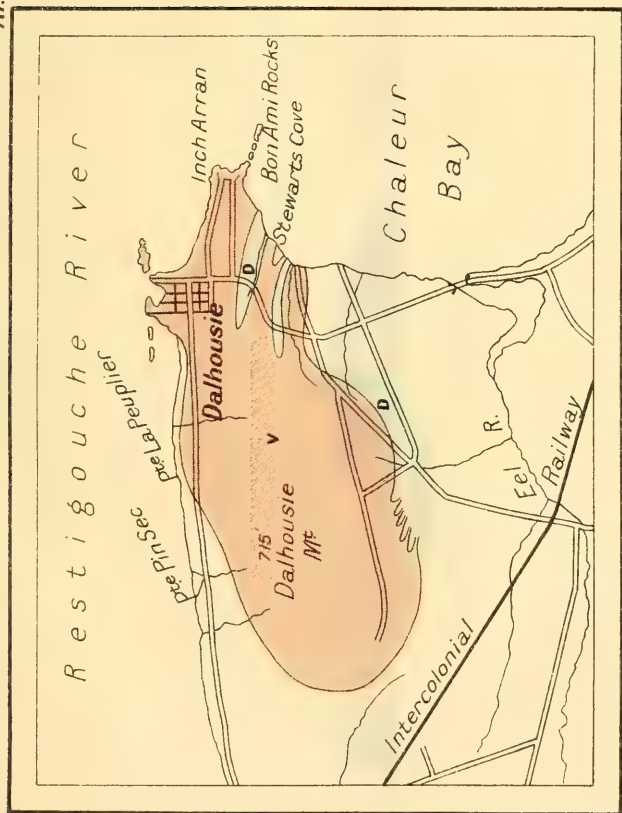 Restigouche River
Pte. Pin Sec
Pte. La Peuplier
Inch Arran
Bon Ami Rocks
Stewarts Cove
Dalhousie
D
V
715'
Dalhousie
Mt
D
Chaleur
Bay
Eel R.
Intercolonial Railway